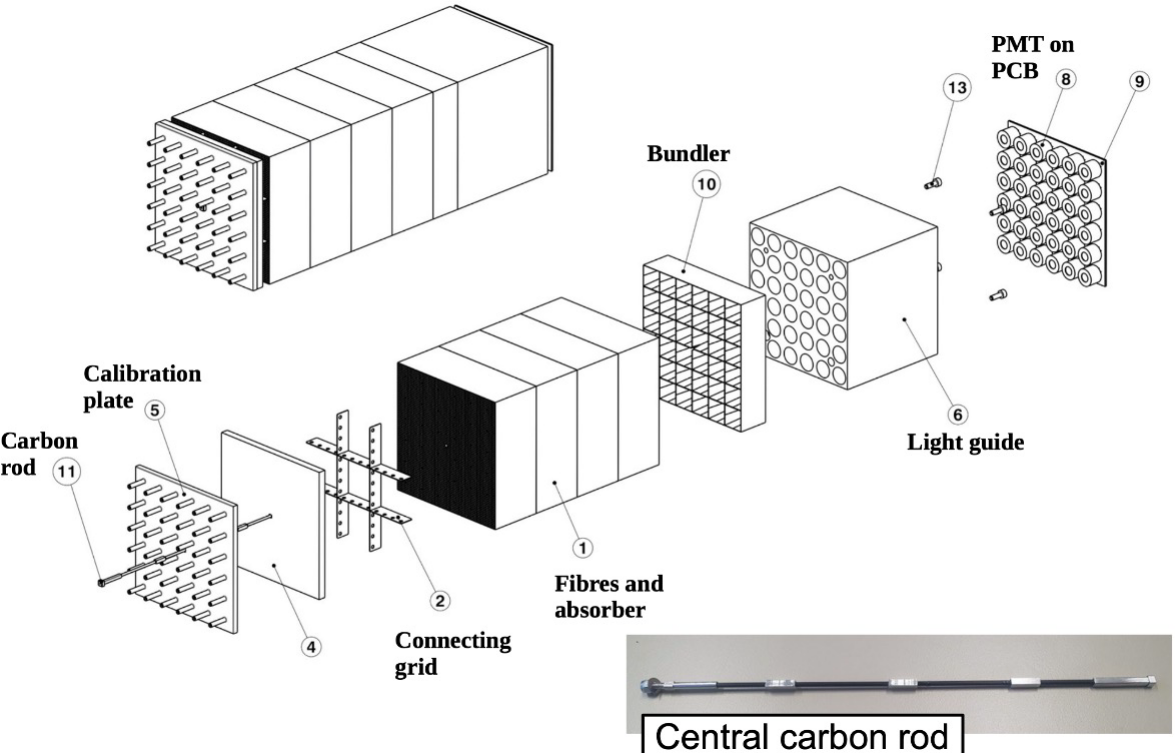 PMT on
PCB
8
9
13
Bundler
10
Calibration
plate
5
Carbon
rod
11
6
Light guide
1
Fibres and
absorber
2
4
Connecting
grid
Central carbon rod